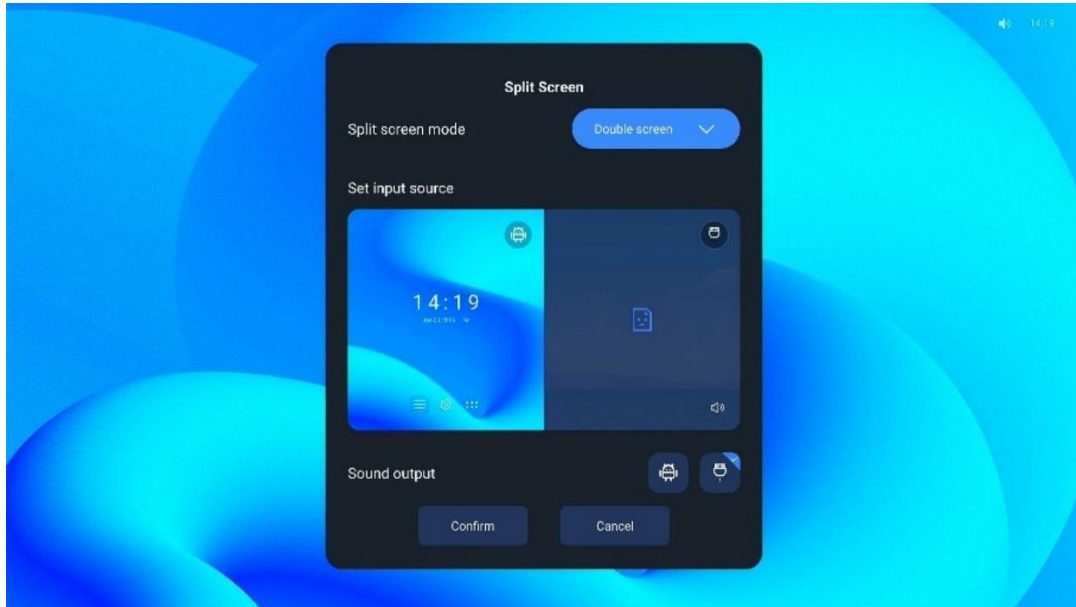 14:19
Split Screen
Split screen mode
Double screen
Set input source
14:19
Sound output
Confirm
Cancel